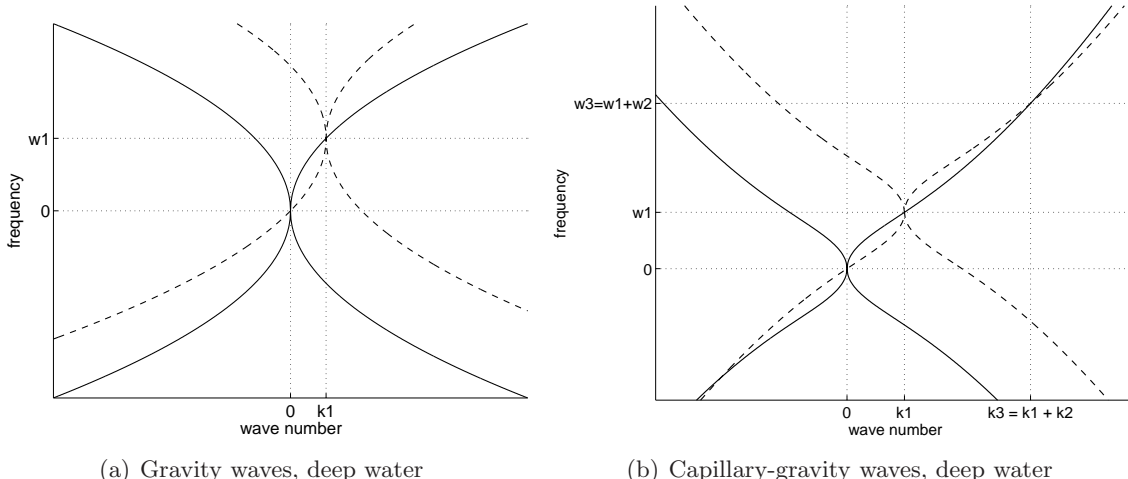 w1
0
frequency
0 k1
wave number
(a) Gravity waves, deep water
w3=w1+w2
w1
0
frequency
0 k1 k3 = k1 + k2
wave number
(b) Capillary-gravity waves, deep water